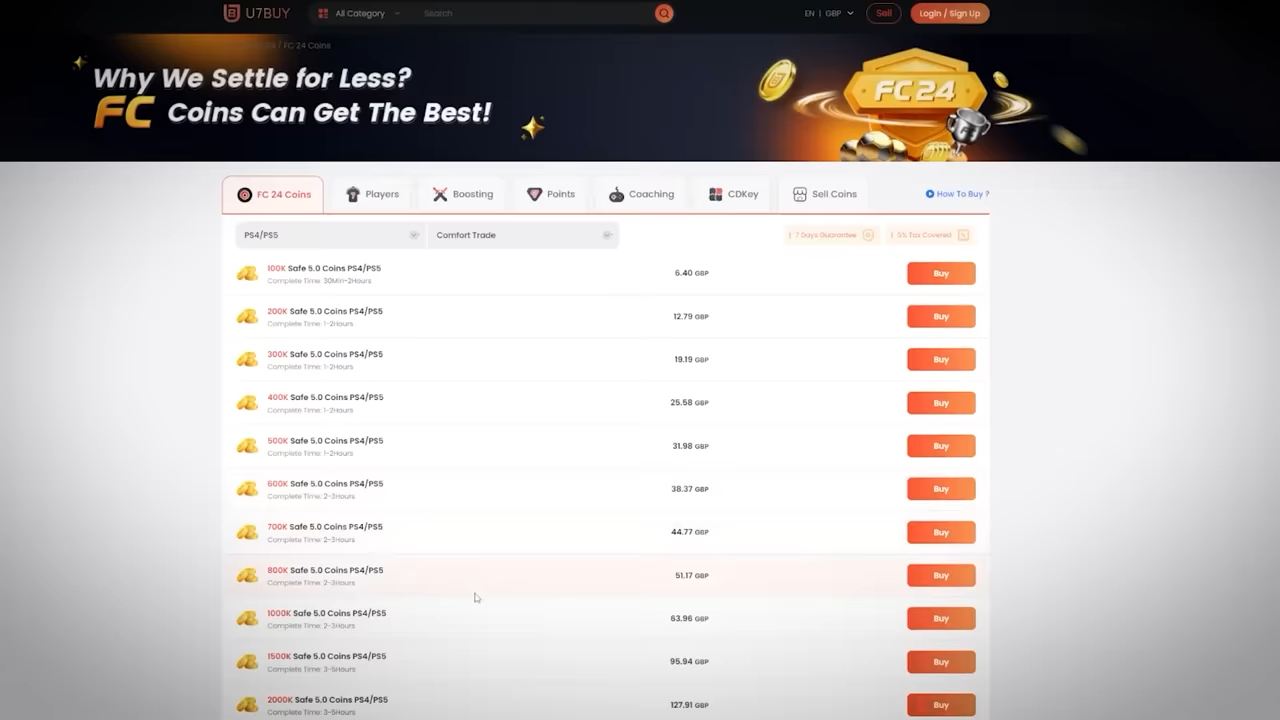 U7BUY
All Category
Search
EN | GBP
Sell
Login / Sign Up
/ FC 24 Coins
Why We Settle for Less?
FC Coins Can Get The Best!
FC 24
FC 24 Coins
Players
Boosting
Points
Coaching
CDKey
Sell Coins
How To Buy ?
PS4/PS5
Comfort Trade
7 Days Guarantee
5% Tax Covered
100K Safe 5.0 Coins PS4/PS5
Complete Time: 30Min-2Hours
6.40 GBP
Buy
200K Safe 5.0 Coins PS4/PS5
Complete Time: 1-2Hours
12.79 GBP
Buy
300K Safe 5.0 Coins PS4/PS5
Complete Time: 1-2Hours
19.19 GBP
Buy
400K Safe 5.0 Coins PS4/PS5
Complete Time: 1-2Hours
25.58 GBP
Buy
500K Safe 5.0 Coins PS4/PS5
Complete Time: 1-2Hours
31.98 GBP
Buy
600K Safe 5.0 Coins PS4/PS5
Complete Time: 2-3Hours
38.37 GBP
Buy
700K Safe 5.0 Coins PS4/PS5
Complete Time: 2-3Hours
44.77 GBP
Buy
800K Safe 5.0 Coins PS4/PS5
Complete Time: 2-3Hours
51.17 GBP
Buy
1000K Safe 5.0 Coins PS4/PS5
Complete Time: 2-3Hours
63.96 GBP
Buy
1500K Safe 5.0 Coins PS4/PS5
Complete Time: 3-5Hours
95.94 GBP
Buy
2000K Safe 5.0 Coins PS4/PS5
Complete Time: 3-5Hours
127.91 GBP
Buy